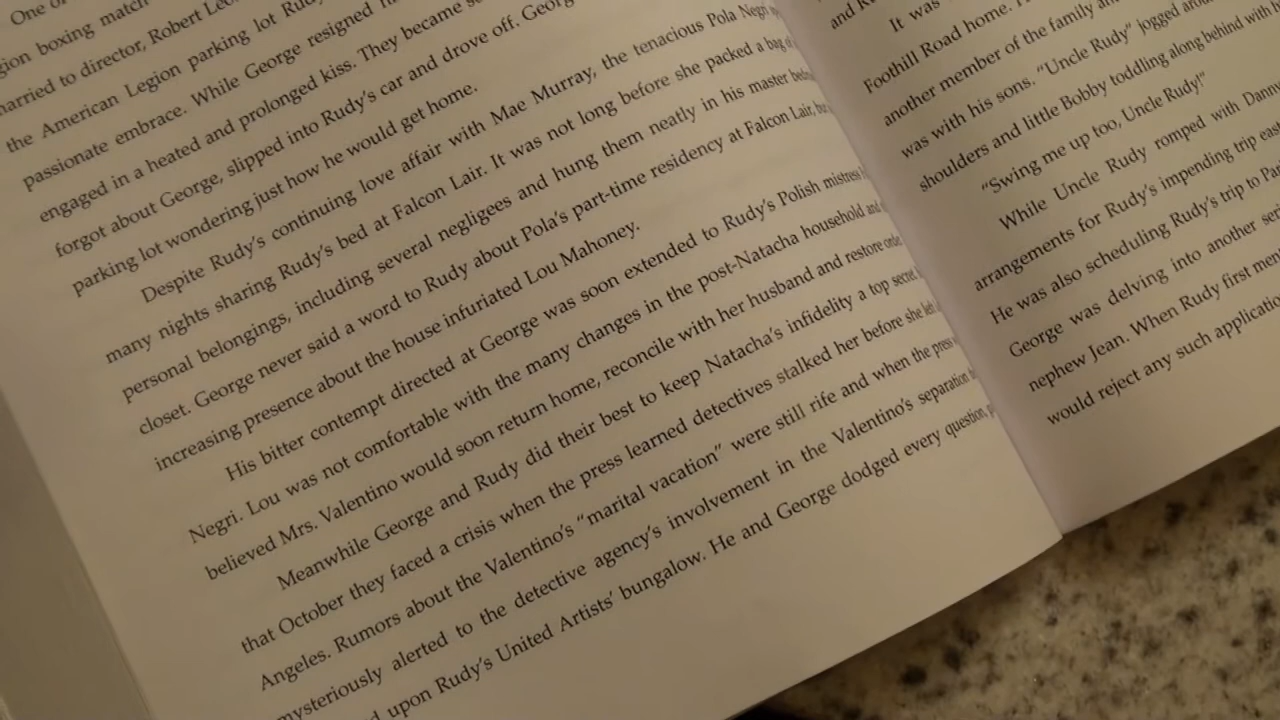 One of
boxing match
married to director, Robert
the American Legion parking lot
passionate embrace. While George resigned
engaged in a heated and prolonged kiss. They became
forgot about George, slipped into Rudy's car and drove off.
parking lot wondering just how he would get home.
Despite Rudy's continuing love affair with Mae Murray, the tenacious Pola Negri
many nights sharing Rudy's bed at Falcon Lair. It was not long before she packed a bag of
personal belongings, including several negligees and hung them neatly in his master
closet. George never said a word to Rudy about Pola's part-time residency at Falcon Lair, but
increasing presence about the house infuriated Lou Mahoney.
His bitter contempt directed at George was soon extended to Rudy's Polish mistress
Negri. Lou was not comfortable with the many changes in the post-Natacha household and
believed Mrs. Valentino would soon return home, reconcile with her husband and restore
Meanwhile George and Rudy did their best to keep Natacha's infidelity a top secret
that October they faced a crisis when the press learned detectives stalked her before she left
Angeles. Rumors about the Valentino's "marital vacation" were still rife and when the press
mysteriously alerted to the detective agency's involvement in the Valentino's separation
upon Rudy's United Artists' bungalow. He and George dodged every question,
and
It was
Foothill Road home.
another member of the family
was with his sons. "Uncle Rudy" jogged
shoulders and little Bobby toddling along behind with
"Swing me up too, Uncle Rudy!"
While Uncle Rudy romped with
arrangements for Rudy's impending trip
He was also scheduling Rudy's trip to
George was delving into another
nephew Jean. When Rudy first
would reject any such